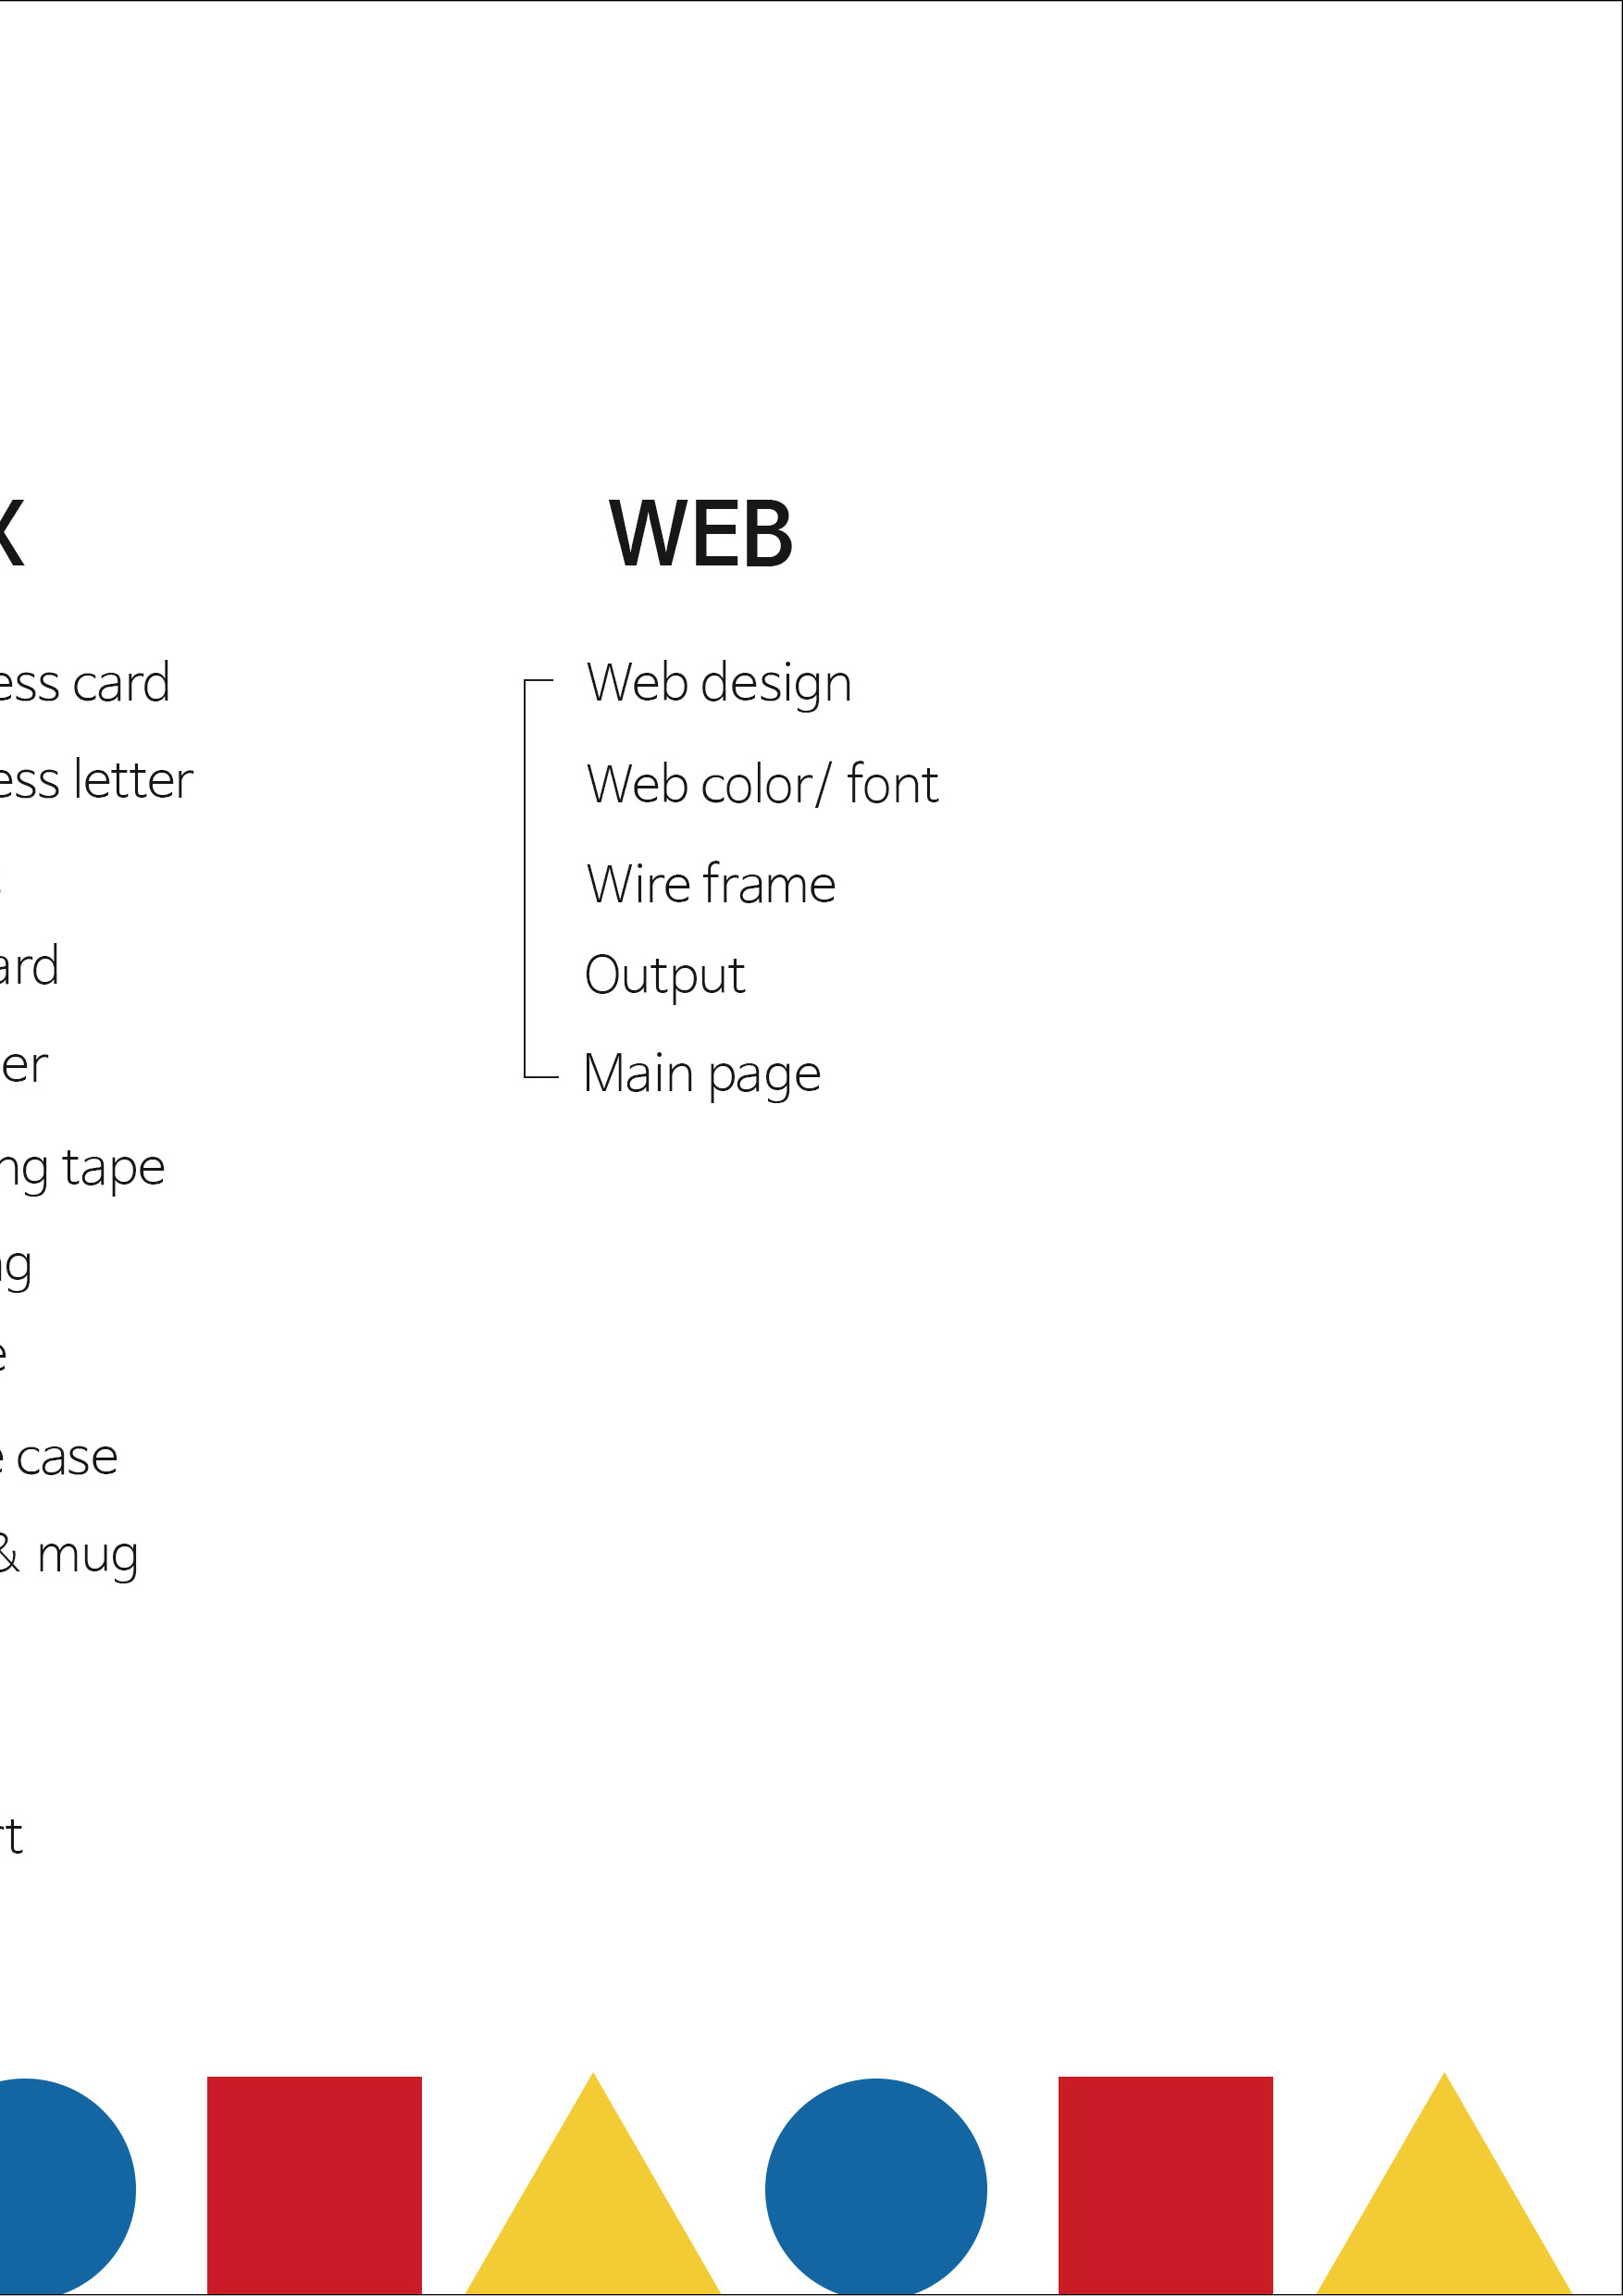 X
ess card
ess letter
ard
er
ng tape
ng
e
e case
& mug
rt
WEB
Web design
Web color/ font
Wire frame
Output
Main page